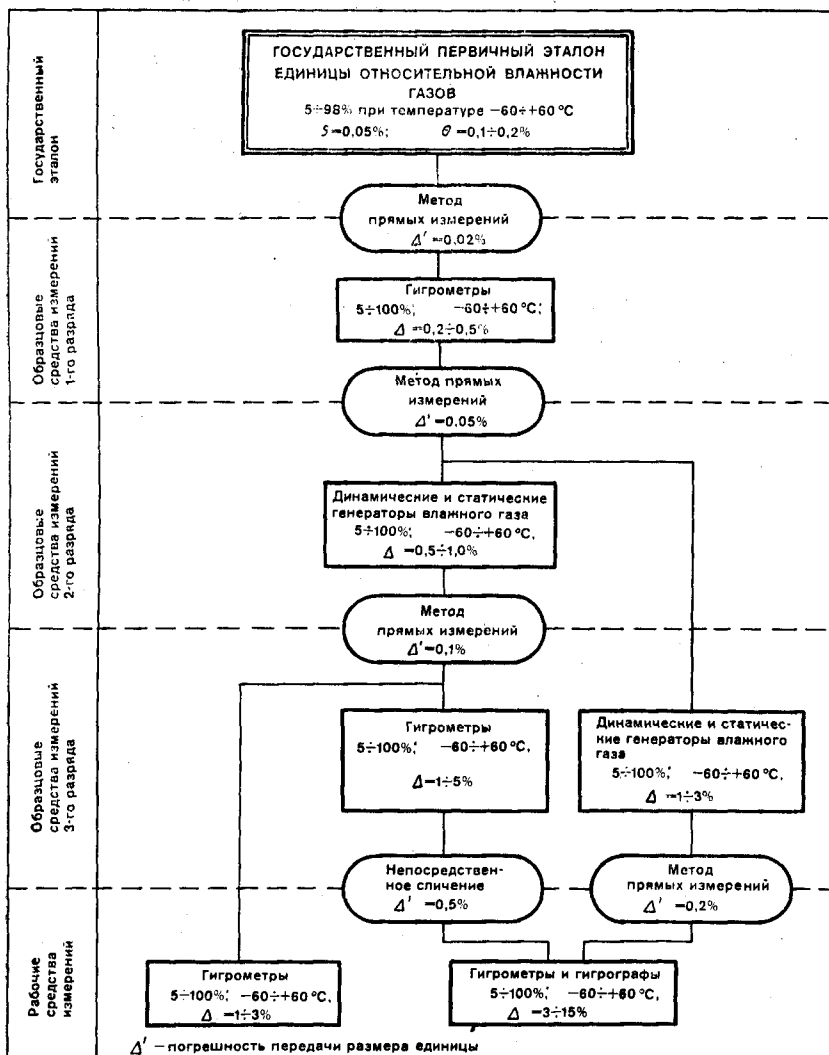 Государственный
эталон
ГОСУДАРСТВЕННЫЙ ПЕРВИЧНЫЙ ЭТАЛОН
ЕДИНИЦЫ ОТНОСИТЕЛЬНОЙ ВЛАЖНОСТИ
ГАЗОВ
5÷98% при температуре −60÷+60 °C
S=0,05%; θ=0,1÷0,2%
Метод
прямых измерений
Δ′=0,02%
Образцовые
средства измерений
1-го разряда
Гигрометры
5÷100%; −60÷+60 °C;
Δ=0,2÷0,5%
Метод прямых
измерений
Δ′=0.05%
Образцовые
средства измерений
2-го разряда
Динамические и статические
генераторы влажного газа
5÷100%; −60÷+60 °C,
Δ=0,5÷1,0%
Метод
прямых измерений
Δ′=0,1%
Образцовые
средства измерений
3-го разряда
Гигрометры
5÷100%; −60÷+60 °C,
Δ=1÷5%
Динамические и статичес-
кие генераторы влажного
газа
5÷100%; −60÷+60 °C,
Δ=1÷3%
Непосредствен-
ное сличение
Δ′=0,5%
Метод
прямых измерений
Δ′=0,2%
Рабочие
средства
измерений
Гигрометры
5÷100%; −60÷+60 °C,
Δ=1÷3%
Гигрометры и гигрографы
5÷100%; −60÷+60 °C,
Δ=3÷15%
Δ′ — погрешность передачи размера единицы